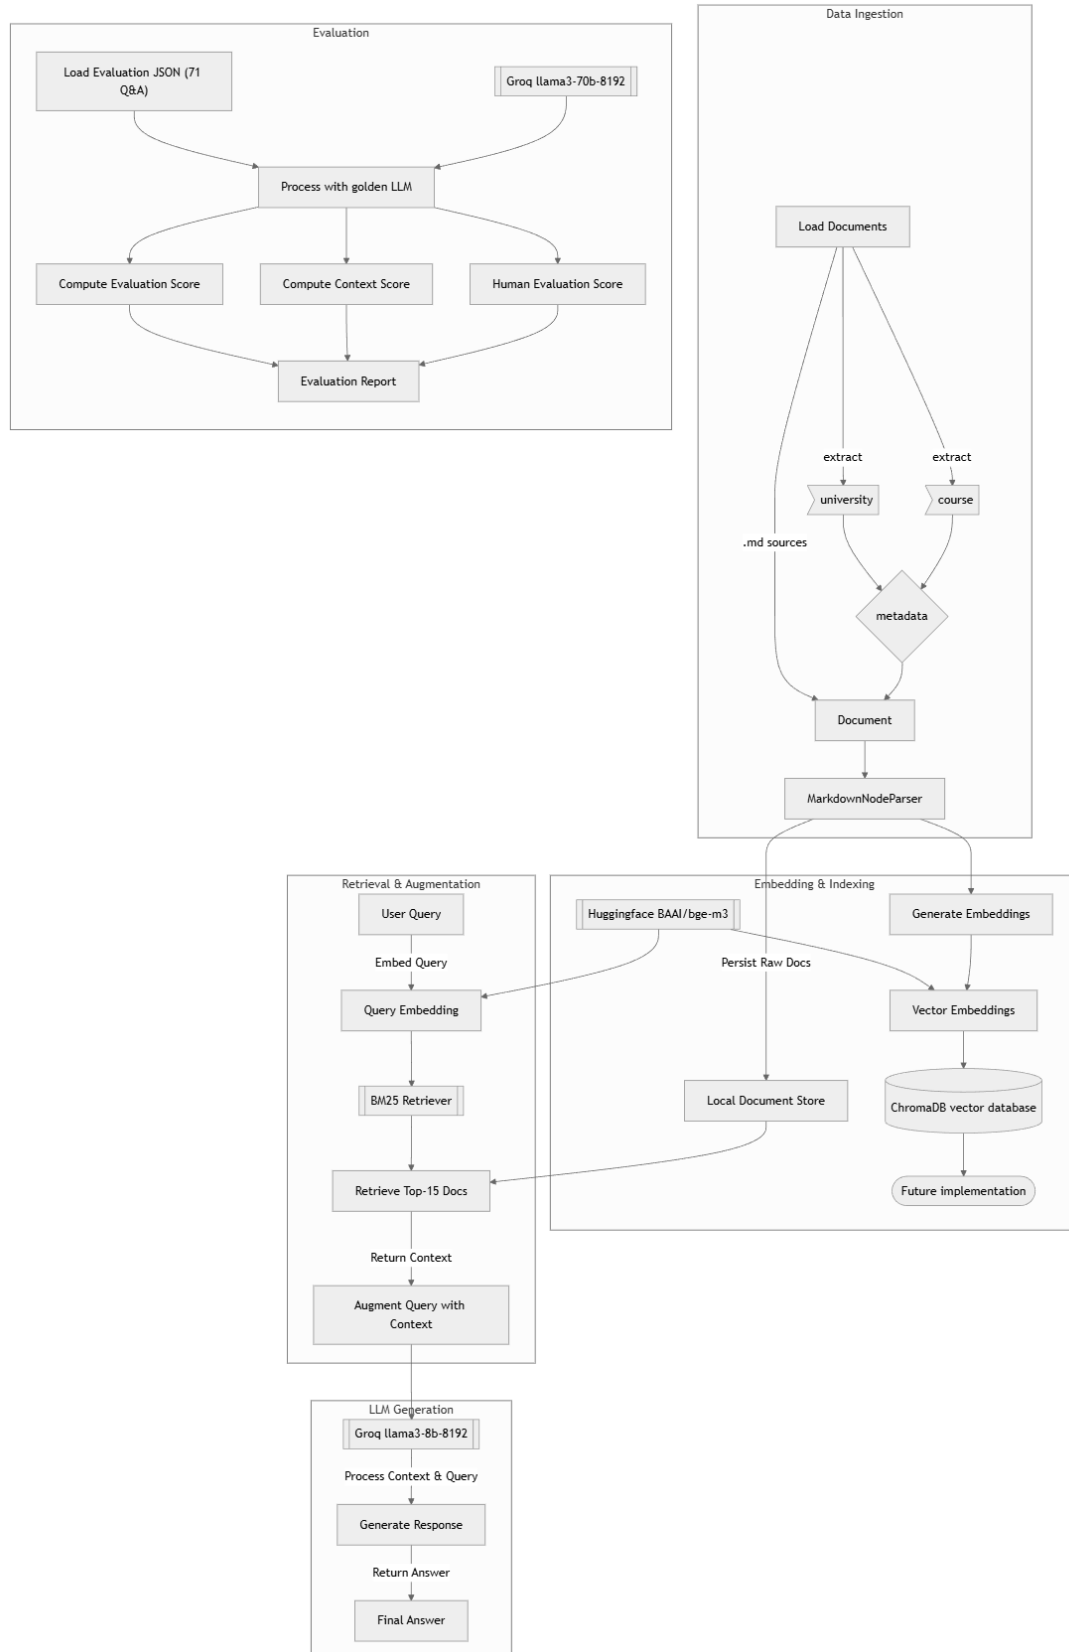 Evaluation
Load Evaluation JSON (71
Q&A)
Groq llama3-70b-8192
Process with golden LLM
Compute Evaluation Score
Compute Context Score
Human Evaluation Score
Evaluation Report
Data Ingestion
Load Documents
extract
extract
university
course
.md sources
metadata
Document
MarkdownNodeParser
Retrieval & Augmentation
User Query
Embed Query
Query Embedding
BM25 Retriever
Retrieve Top-15 Docs
Return Context
Augment Query with
Context
Embedding & Indexing
Huggingface BAAI/bge-m3
Generate Embeddings
Persist Raw Docs
Vector Embeddings
Local Document Store
ChromaDB vector database
Future implementation
LLM Generation
Groq llama3-8b-8192
Process Context & Query
Generate Response
Return Answer
Final Answer